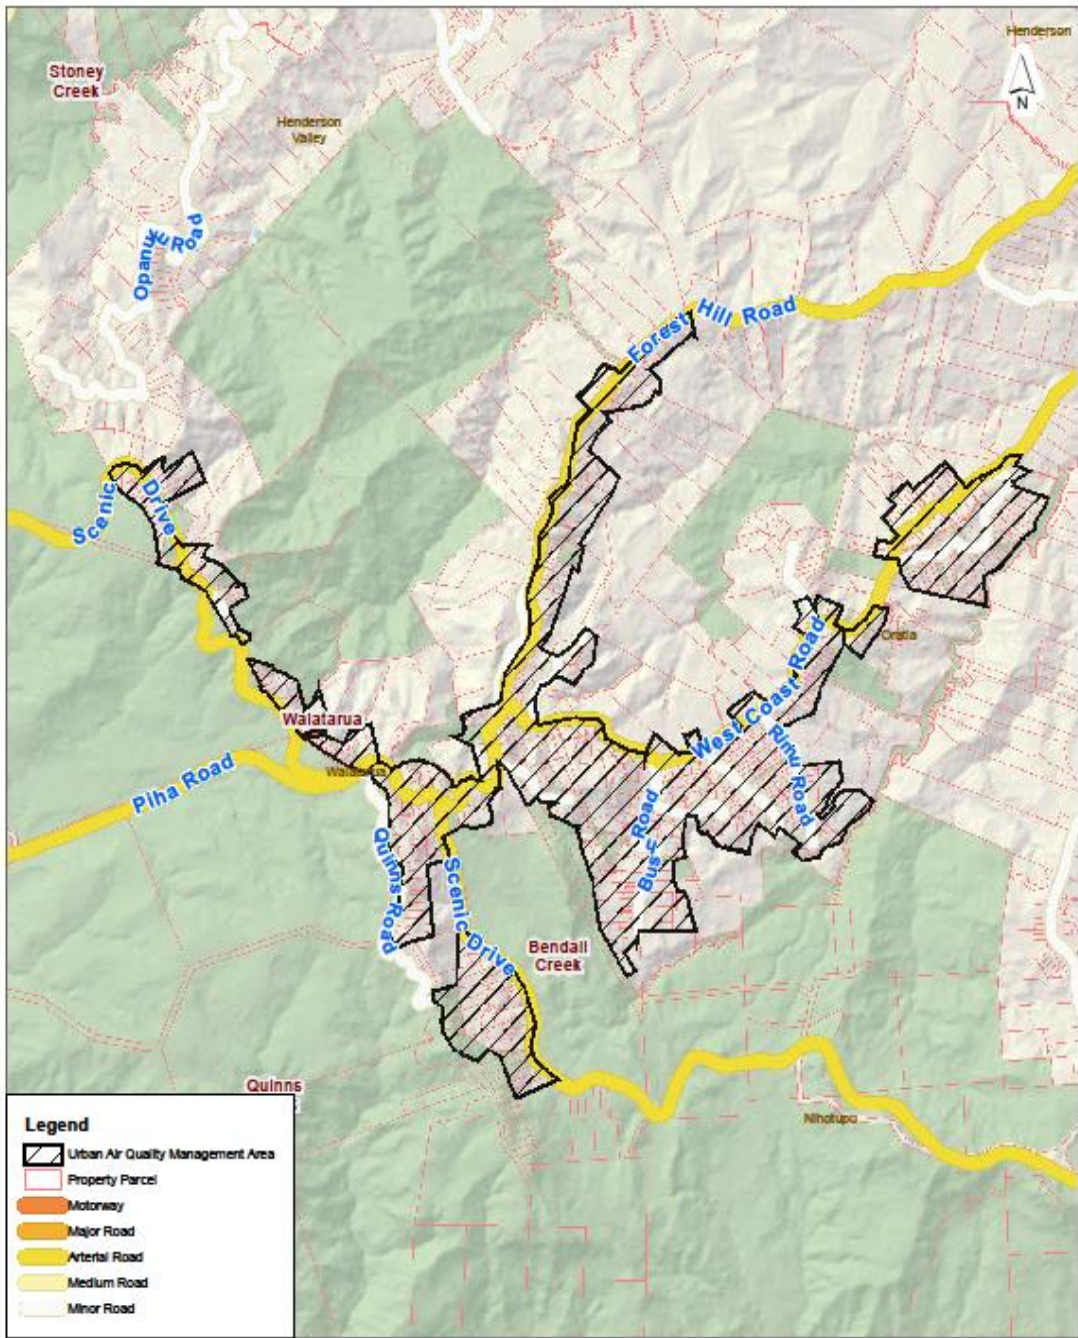 Henderson
Stoney
Creek
N
Henderson
Valley
Opanuku Road
Forest Hill Road
Scenic Drive
Oratia
West Coast Road
Waiatarua
Rimu Road
Waiatarua
Piha Road
Bush Road
Quinns Road
Scenic Drive
Bendall
Creek
Quinns
Nihotupu
Legend
Urban Air Quality Management Area
Property Parcel
Motorway
Major Road
Arterial Road
Medium Road
Minor Road